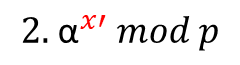 2. α^x′ mod p